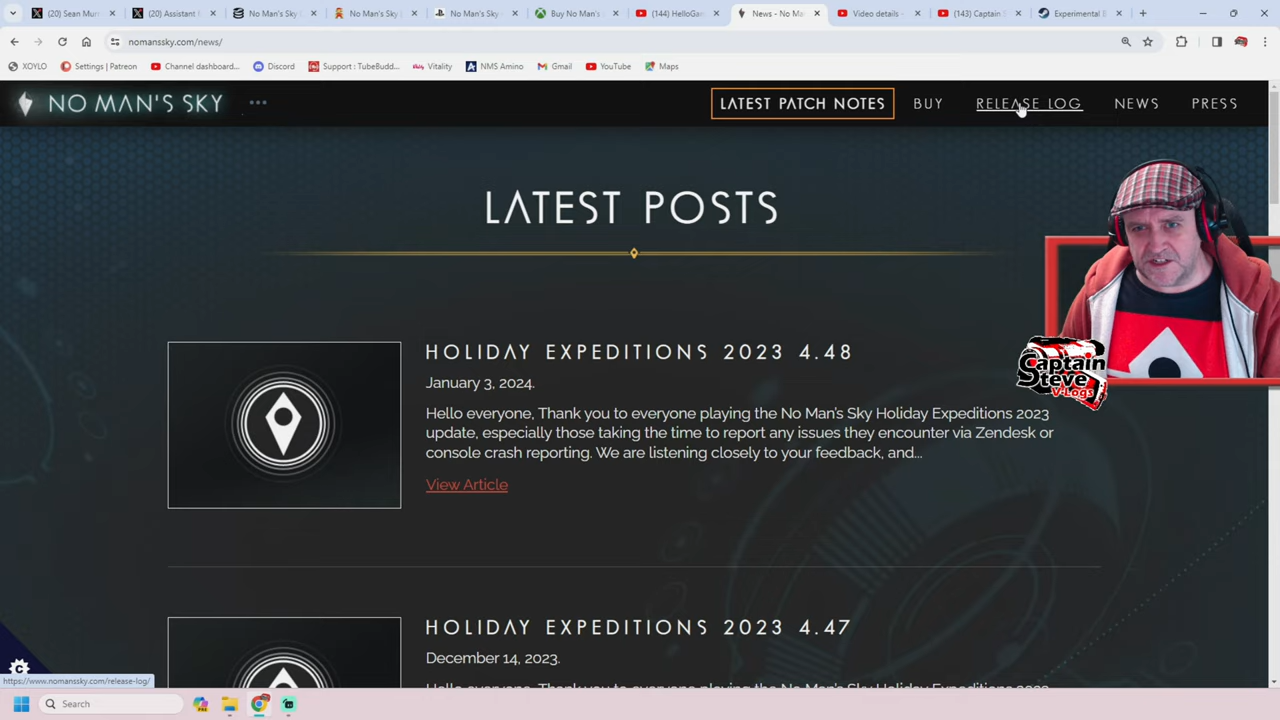 (20) Sean Mur
(20) Assistant
No Man's Sky
No Man's Sky
No Man's Sky
Buy No Man's
(144) HelloGam
News - No Ma
Video details
(143) Captain
Experimental B
nomanssky.com/news/
XOYLO
Settings | Patreon
Channel dashboard...
Discord
Support : TubeBudd...
Vitality
NMS Amino
Gmail
YouTube
Maps
NO MAN'S SKY
LATEST PATCH NOTES
BUY
RELEASE LOG
NEWS
PRESS
LATEST POSTS
HOLIDAY EXPEDITIONS 2023 4.48
January 3, 2024.
Hello everyone, Thank you to everyone playing the No Man's Sky Holiday Expeditions 2023
update, especially those taking the time to report any issues they encounter via Zendesk or
console crash reporting. We are listening closely to your feedback, and...
View Article
Captain
Steve
V-Logs
HOLIDAY EXPEDITIONS 2023 4.47
December 14, 2023.
https://www.nomanssky.com/release-log/
Search